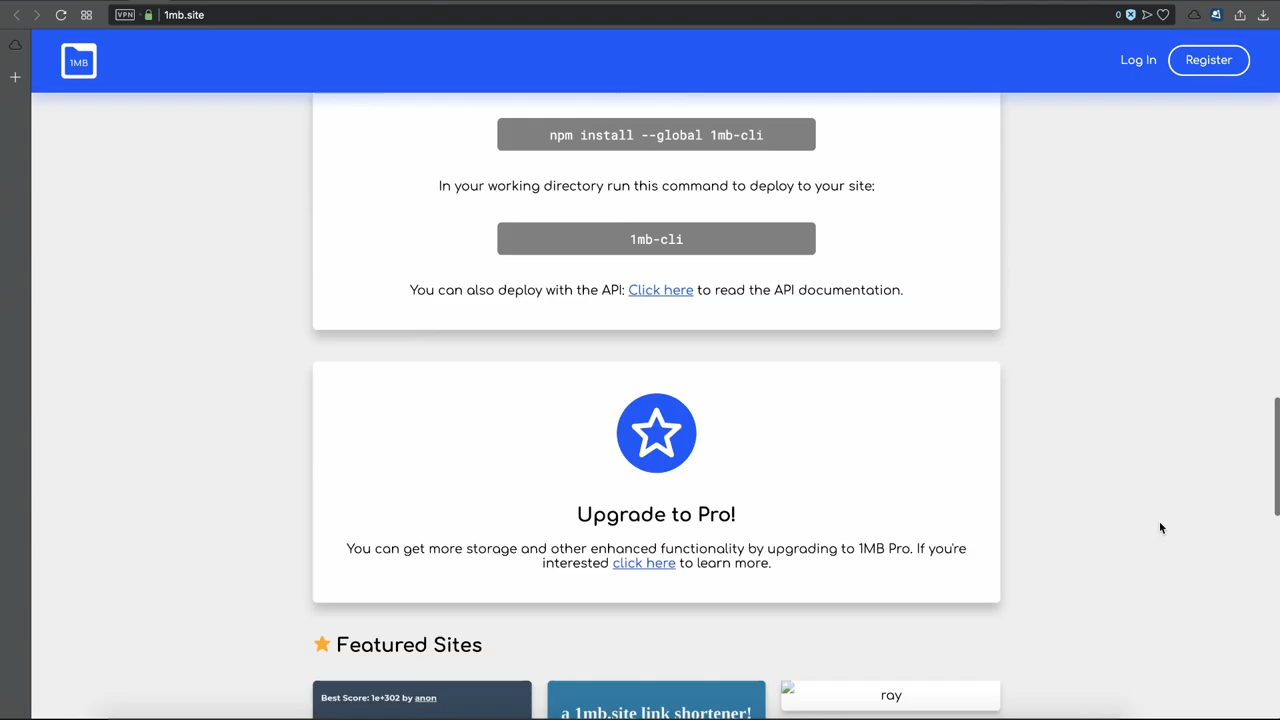 VPN
1mb.site
0
1MB
Log In
Register
npm install --global 1mb-cli
In your working directory run this command to deploy to your site:
1mb-cli
You can also deploy with the API: Click here to read the API documentation.
Upgrade to Pro!
You can get more storage and other enhanced functionality by upgrading to 1MB Pro. If you're
interested click here to learn more.
Featured Sites
Best Score: 1e+302 by anon
a 1mb.site link shortener!
ray